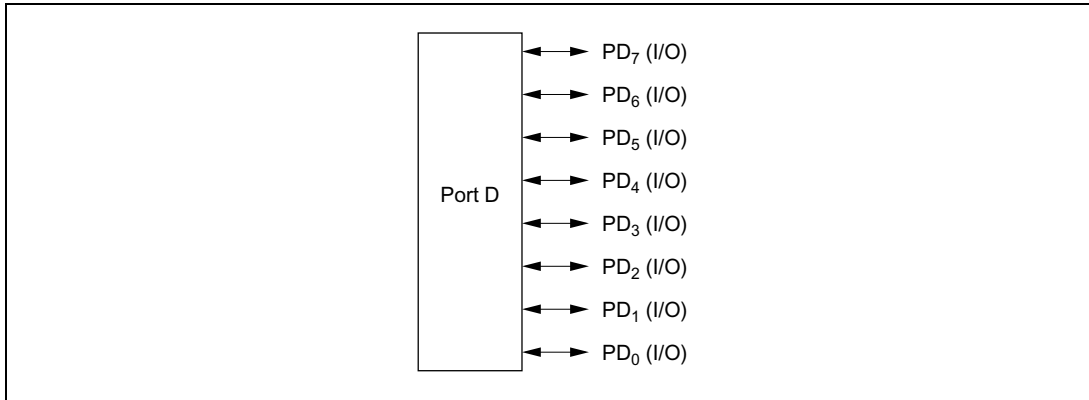 PD₇ (I/O)
PD₆ (I/O)
PD₅ (I/O)
PD₄ (I/O)
Port D
PD₃ (I/O)
PD₂ (I/O)
PD₁ (I/O)
PD₀ (I/O)